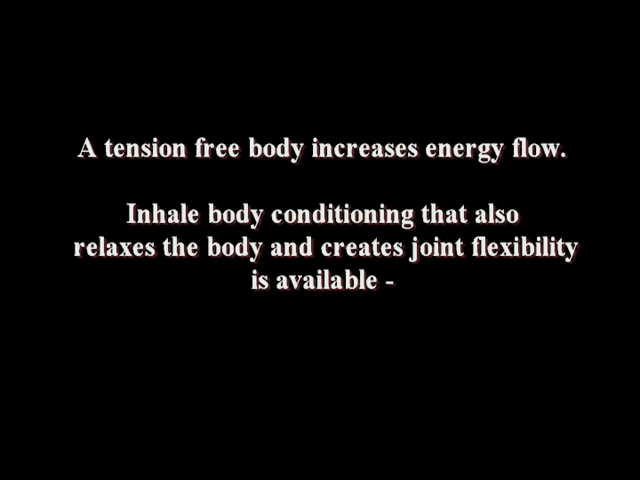 A tension free body increases energy flow.
Inhale body conditioning that also
relaxes the body and creates joint flexibility
is available -